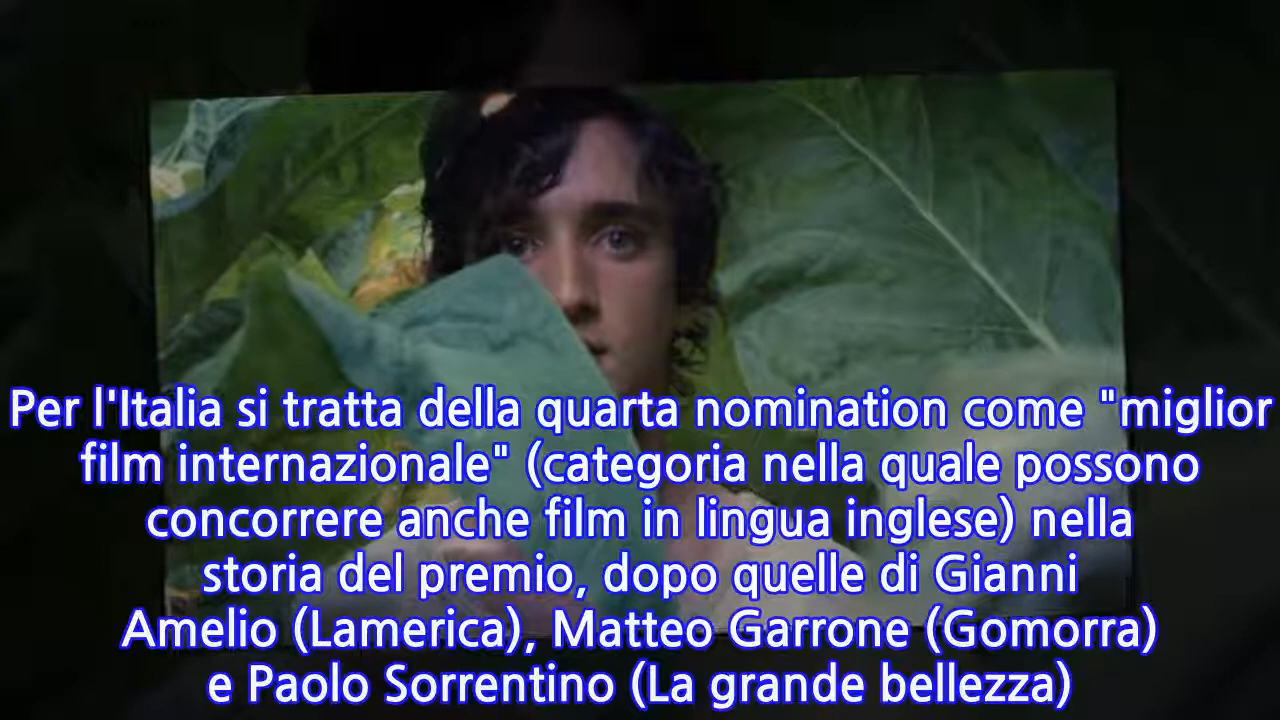 Per l'Italia si tratta della quarta nomination come "miglior
film internazionale" (categoria nella quale possono
concorrere anche film in lingua inglese) nella
storia del premio, dopo quelle di Gianni
Amelio (Lamerica), Matteo Garrone (Gomorra)
e Paolo Sorrentino (La grande bellezza)